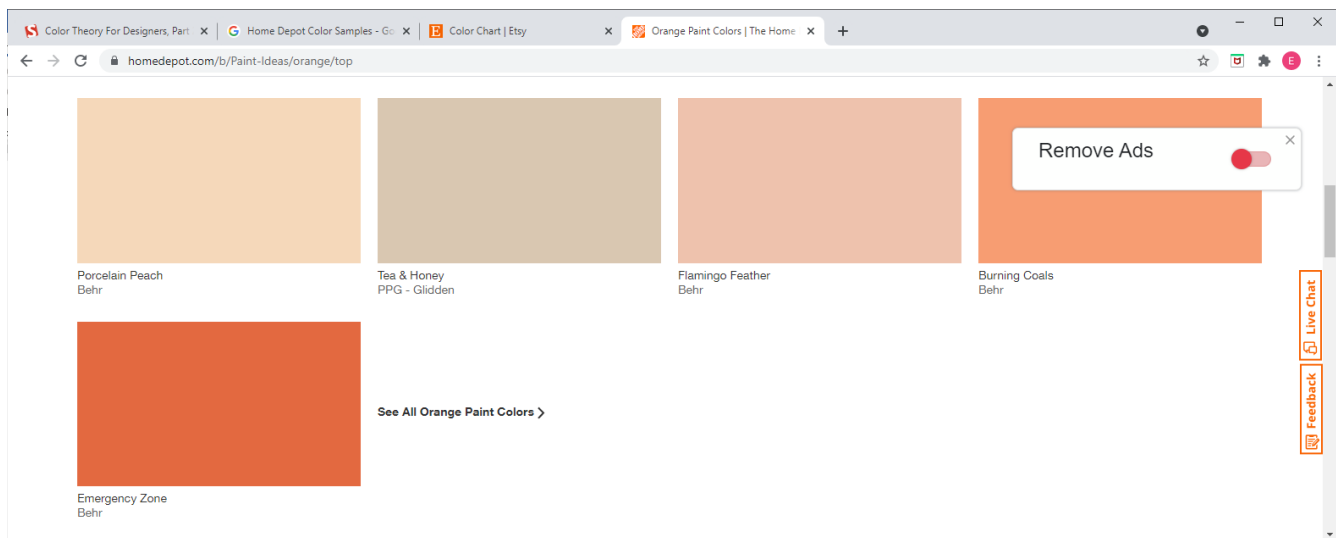 Color Theory For Designers, Part
Home Depot Color Samples - Go
Color Chart | Etsy
Orange Paint Colors | The Home
homedepot.com/b/Paint-Ideas/orange/top
E
Remove Ads
Porcelain Peach
Behr
Tea & Honey
PPG - Glidden
Flamingo Feather
Behr
Burning Coals
Behr
Live Chat
See All Orange Paint Colors
Feedback
Emergency Zone
Behr